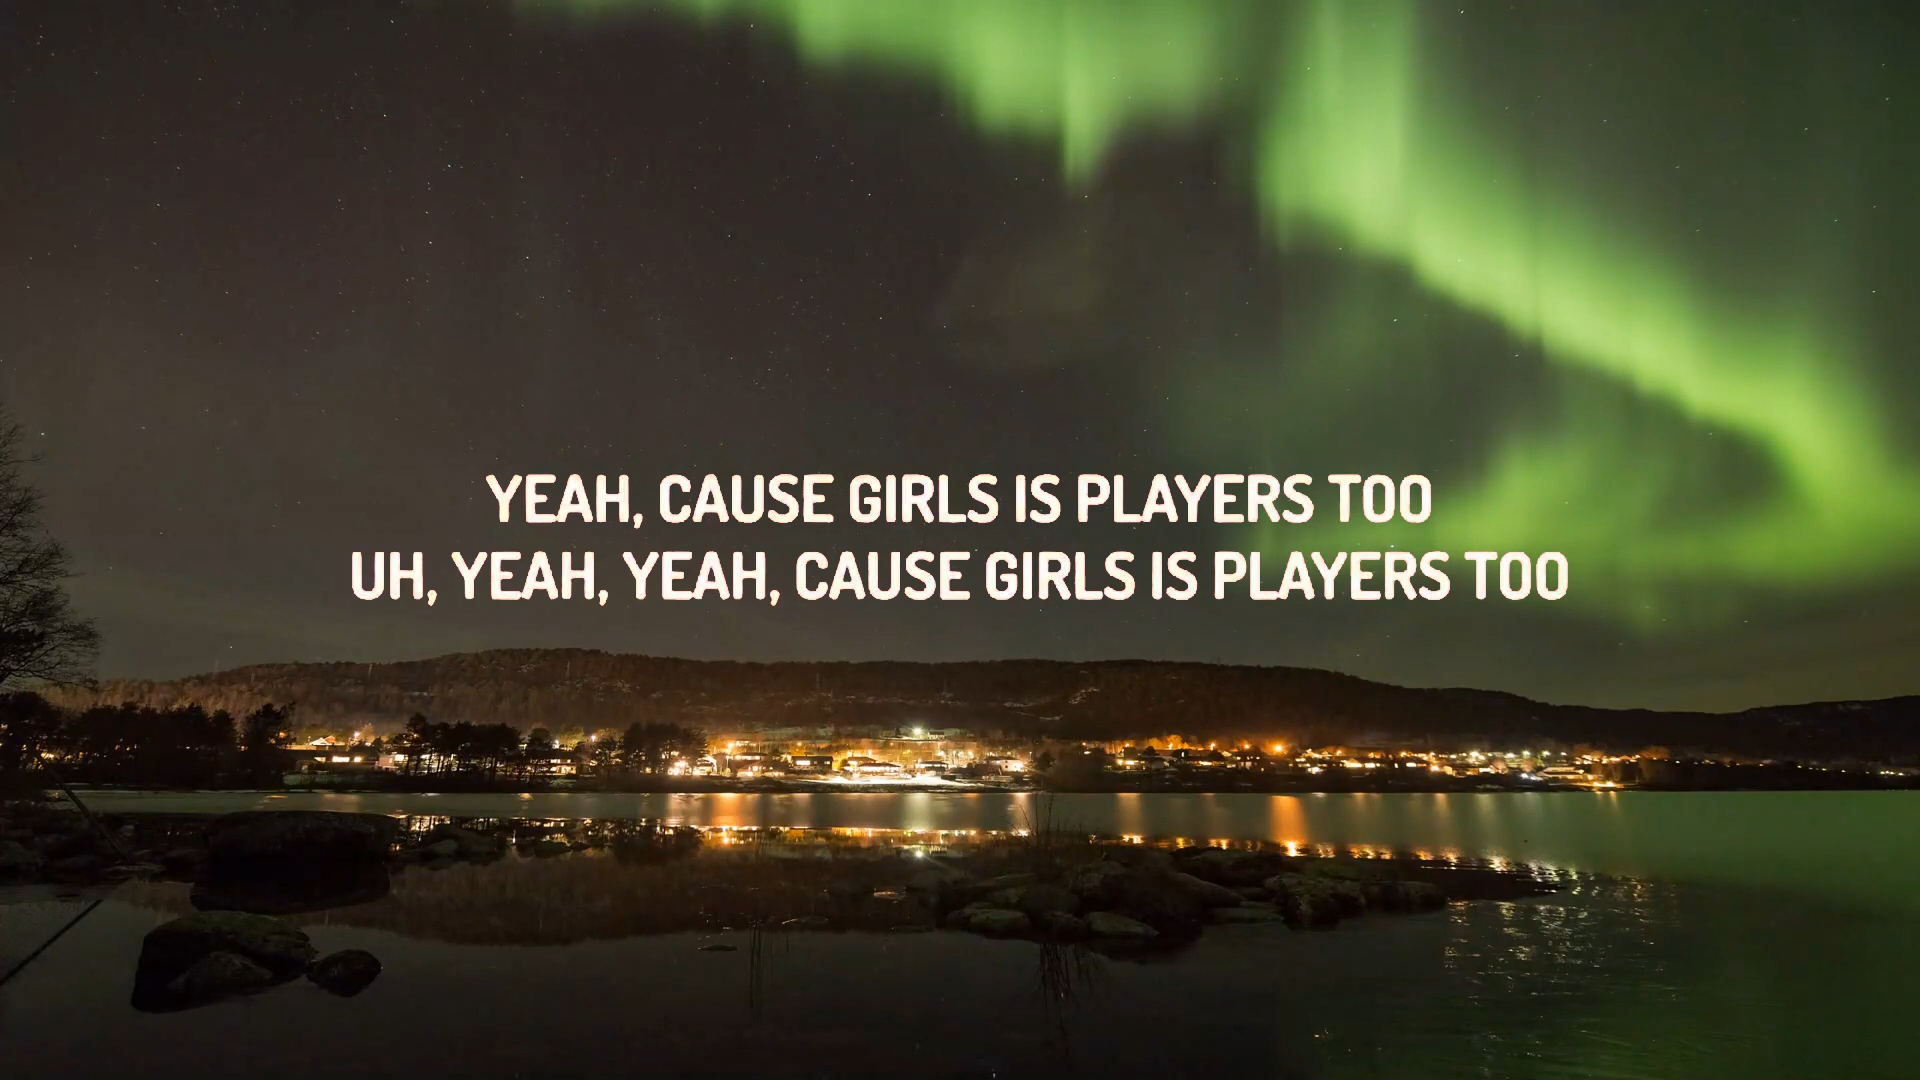 YEAH, CAUSE GIRLS IS PLAYERS TOO
UH, YEAH, YEAH, CAUSE GIRLS IS PLAYERS TOO